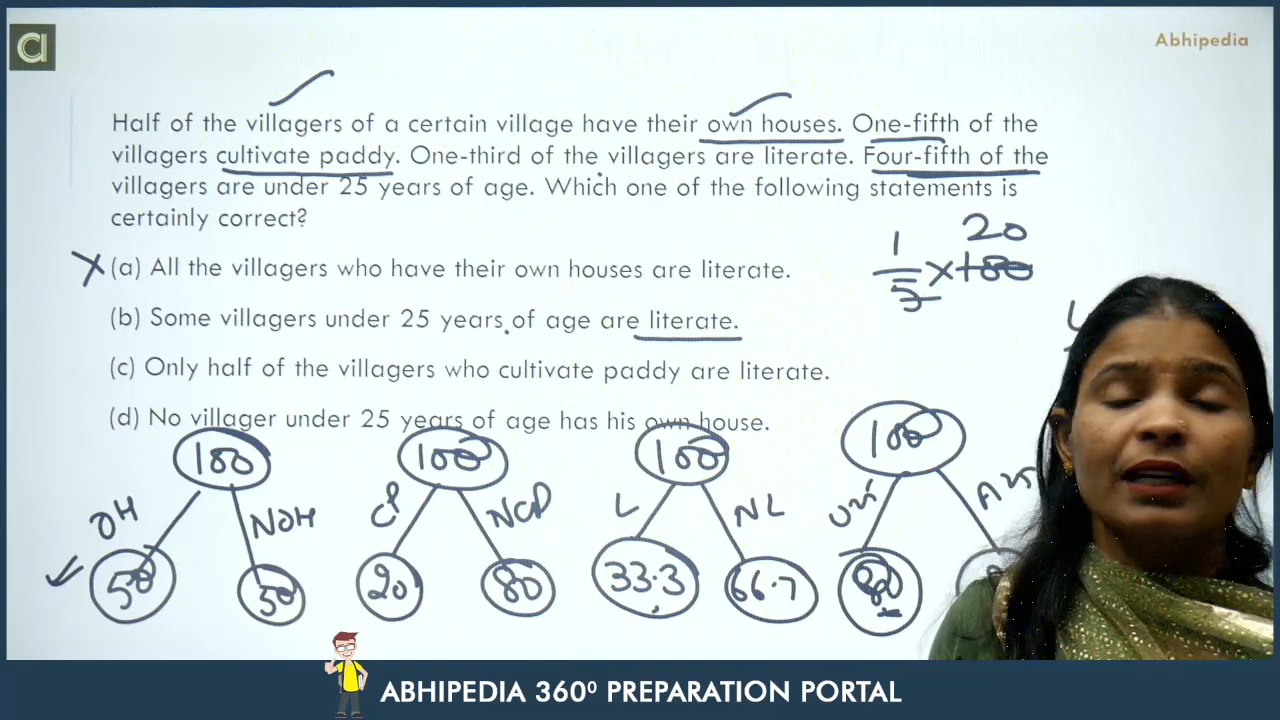 Abhipedia
Half of the villagers of a certain village have their own houses. One-fifth of the
villagers cultivate paddy. One-third of the villagers are literate. Four-fifth of the
villagers are under 25 years of age. Which one of the following statements is
certainly correct?
(a) All the villagers who have their own houses are literate.
(b) Some villagers under 25 years of age are literate.
(c) Only half of the villagers who cultivate paddy are literate.
(d) No villager under 25 years of age has his own house.
20
1/5 × 100
100 100 100 100
OH NOH CP NCP L NL U25 A25
50 50 20 80 33.3 66.7 80
ABHIPEDIA 360⁰ PREPARATION PORTAL